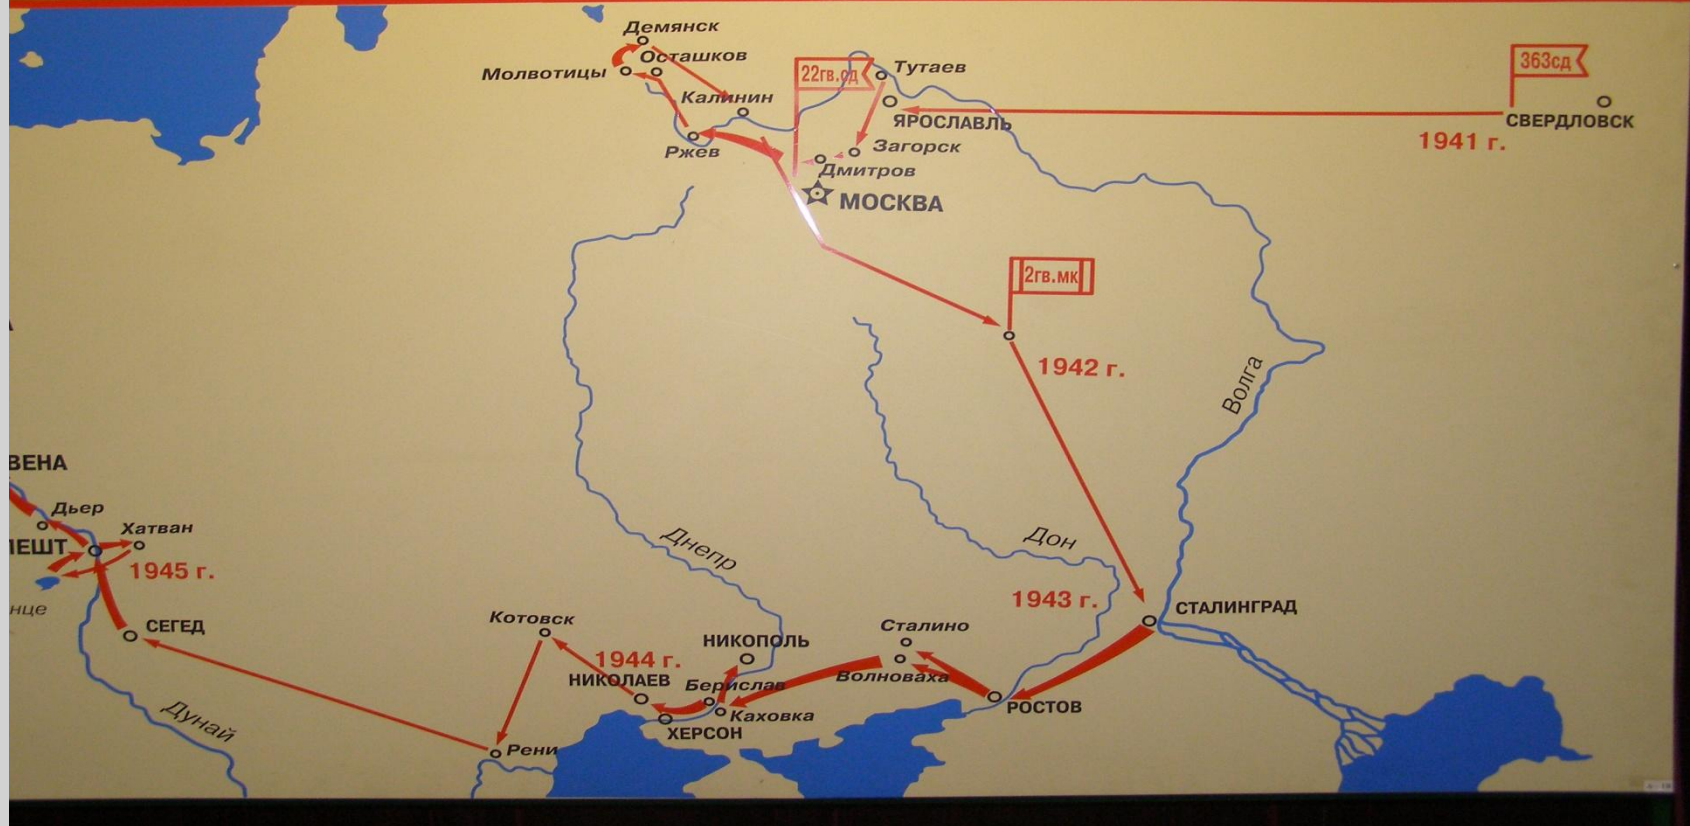 Демянск
Осташков
Молвотицы
22гв.сд
Тутаев
363сд
Калинин
ЯРОСЛАВЛЬ
СВЕРДЛОВСК
1941 г.
Ржев
Загорск
Дмитров
МОСКВА
2гв.мк
1942 г.
Волга
ВЕНА
Дьер
Хатван
ПЕШТ
1945 г.
нце
СЕГЕД
Дунай
Днепр
Дон
1943 г.
СТАЛИНГРАД
Котовск
НИКОПОЛЬ
Сталино
1944 г.
НИКОЛАЕВ
Берислав
Волноваха
Каховка
РОСТОВ
ХЕРСОН
Рени